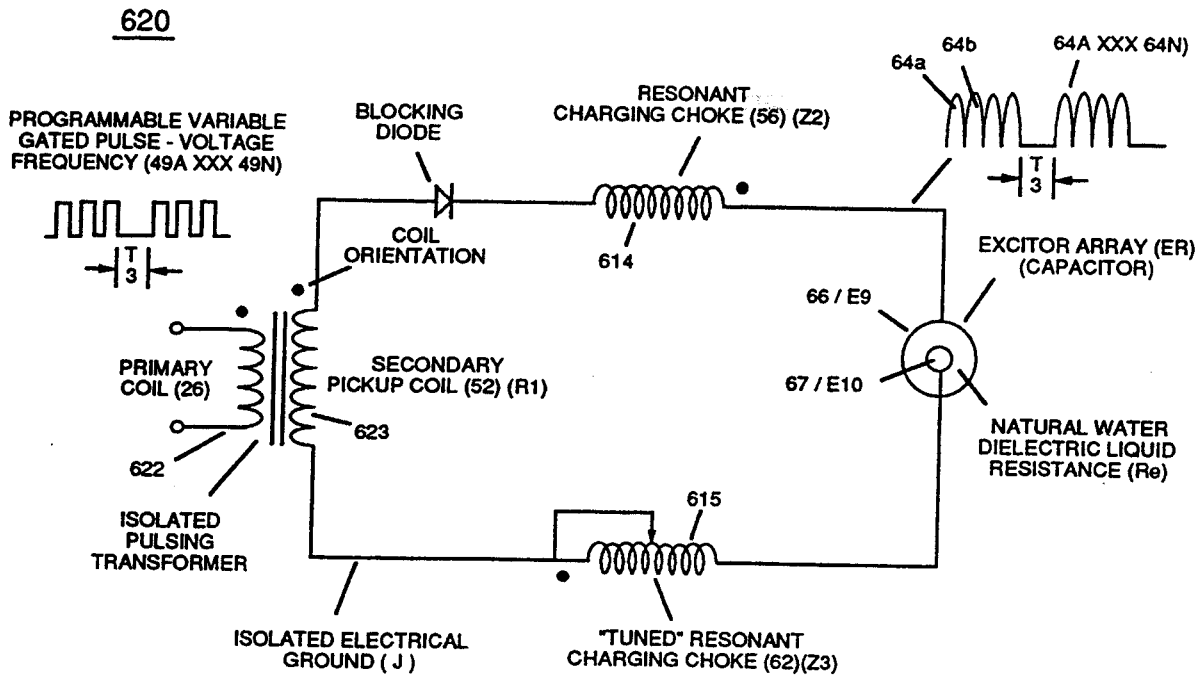 620
64a
64b
64A XXX 64N)
PROGRAMMABLE VARIABLE
GATED PULSE - VOLTAGE
FREQUENCY (49A XXX 49N)
BLOCKING
DIODE
RESONANT
CHARGING CHOKE (56) (Z2)
T
3
T
3
COIL
ORIENTATION
614
EXCITOR ARRAY (ER)
(CAPACITOR)
66 / E9
67 / E10
PRIMARY
COIL (26)
SECONDARY
PICKUP COIL (52) (R1)
623
622
NATURAL WATER
DIELECTRIC LIQUID
RESISTANCE (Re)
ISOLATED
PULSING
TRANSFORMER
615
ISOLATED ELECTRICAL
GROUND ( J )
"TUNED" RESONANT
CHARGING CHOKE (62)(Z3)